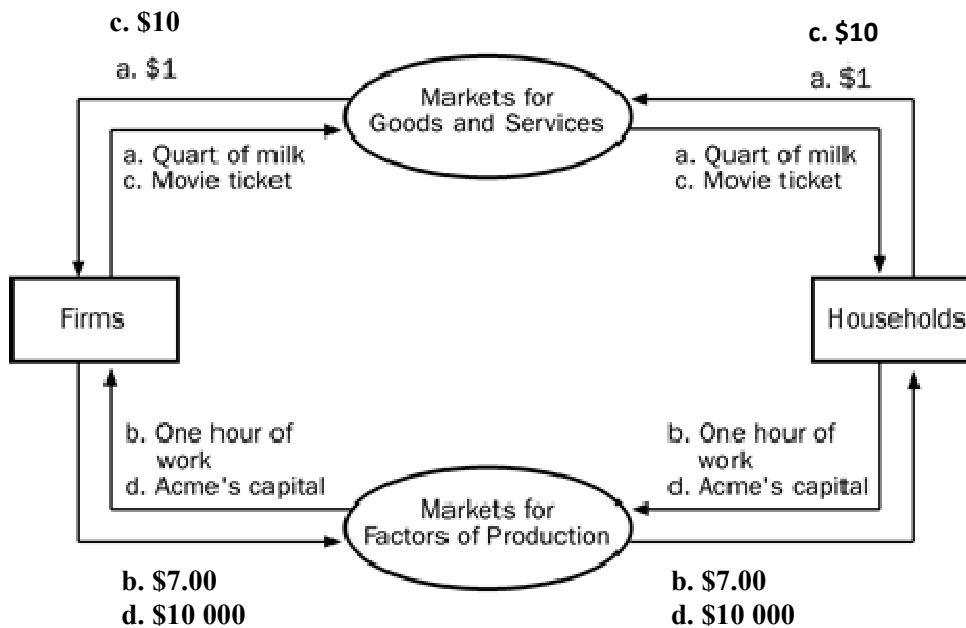 c. $10
c. $10
a. $1
a. $1
Markets for
Goods and Services
a. Quart of milk
c. Movie ticket
a. Quart of milk
c. Movie ticket
Firms
Households
b. One hour of
work
d. Acme's capital
b. One hour of
work
d. Acme's capital
Markets for
Factors of Production
b. $7.00
d. $10 000
b. $7.00
d. $10 000